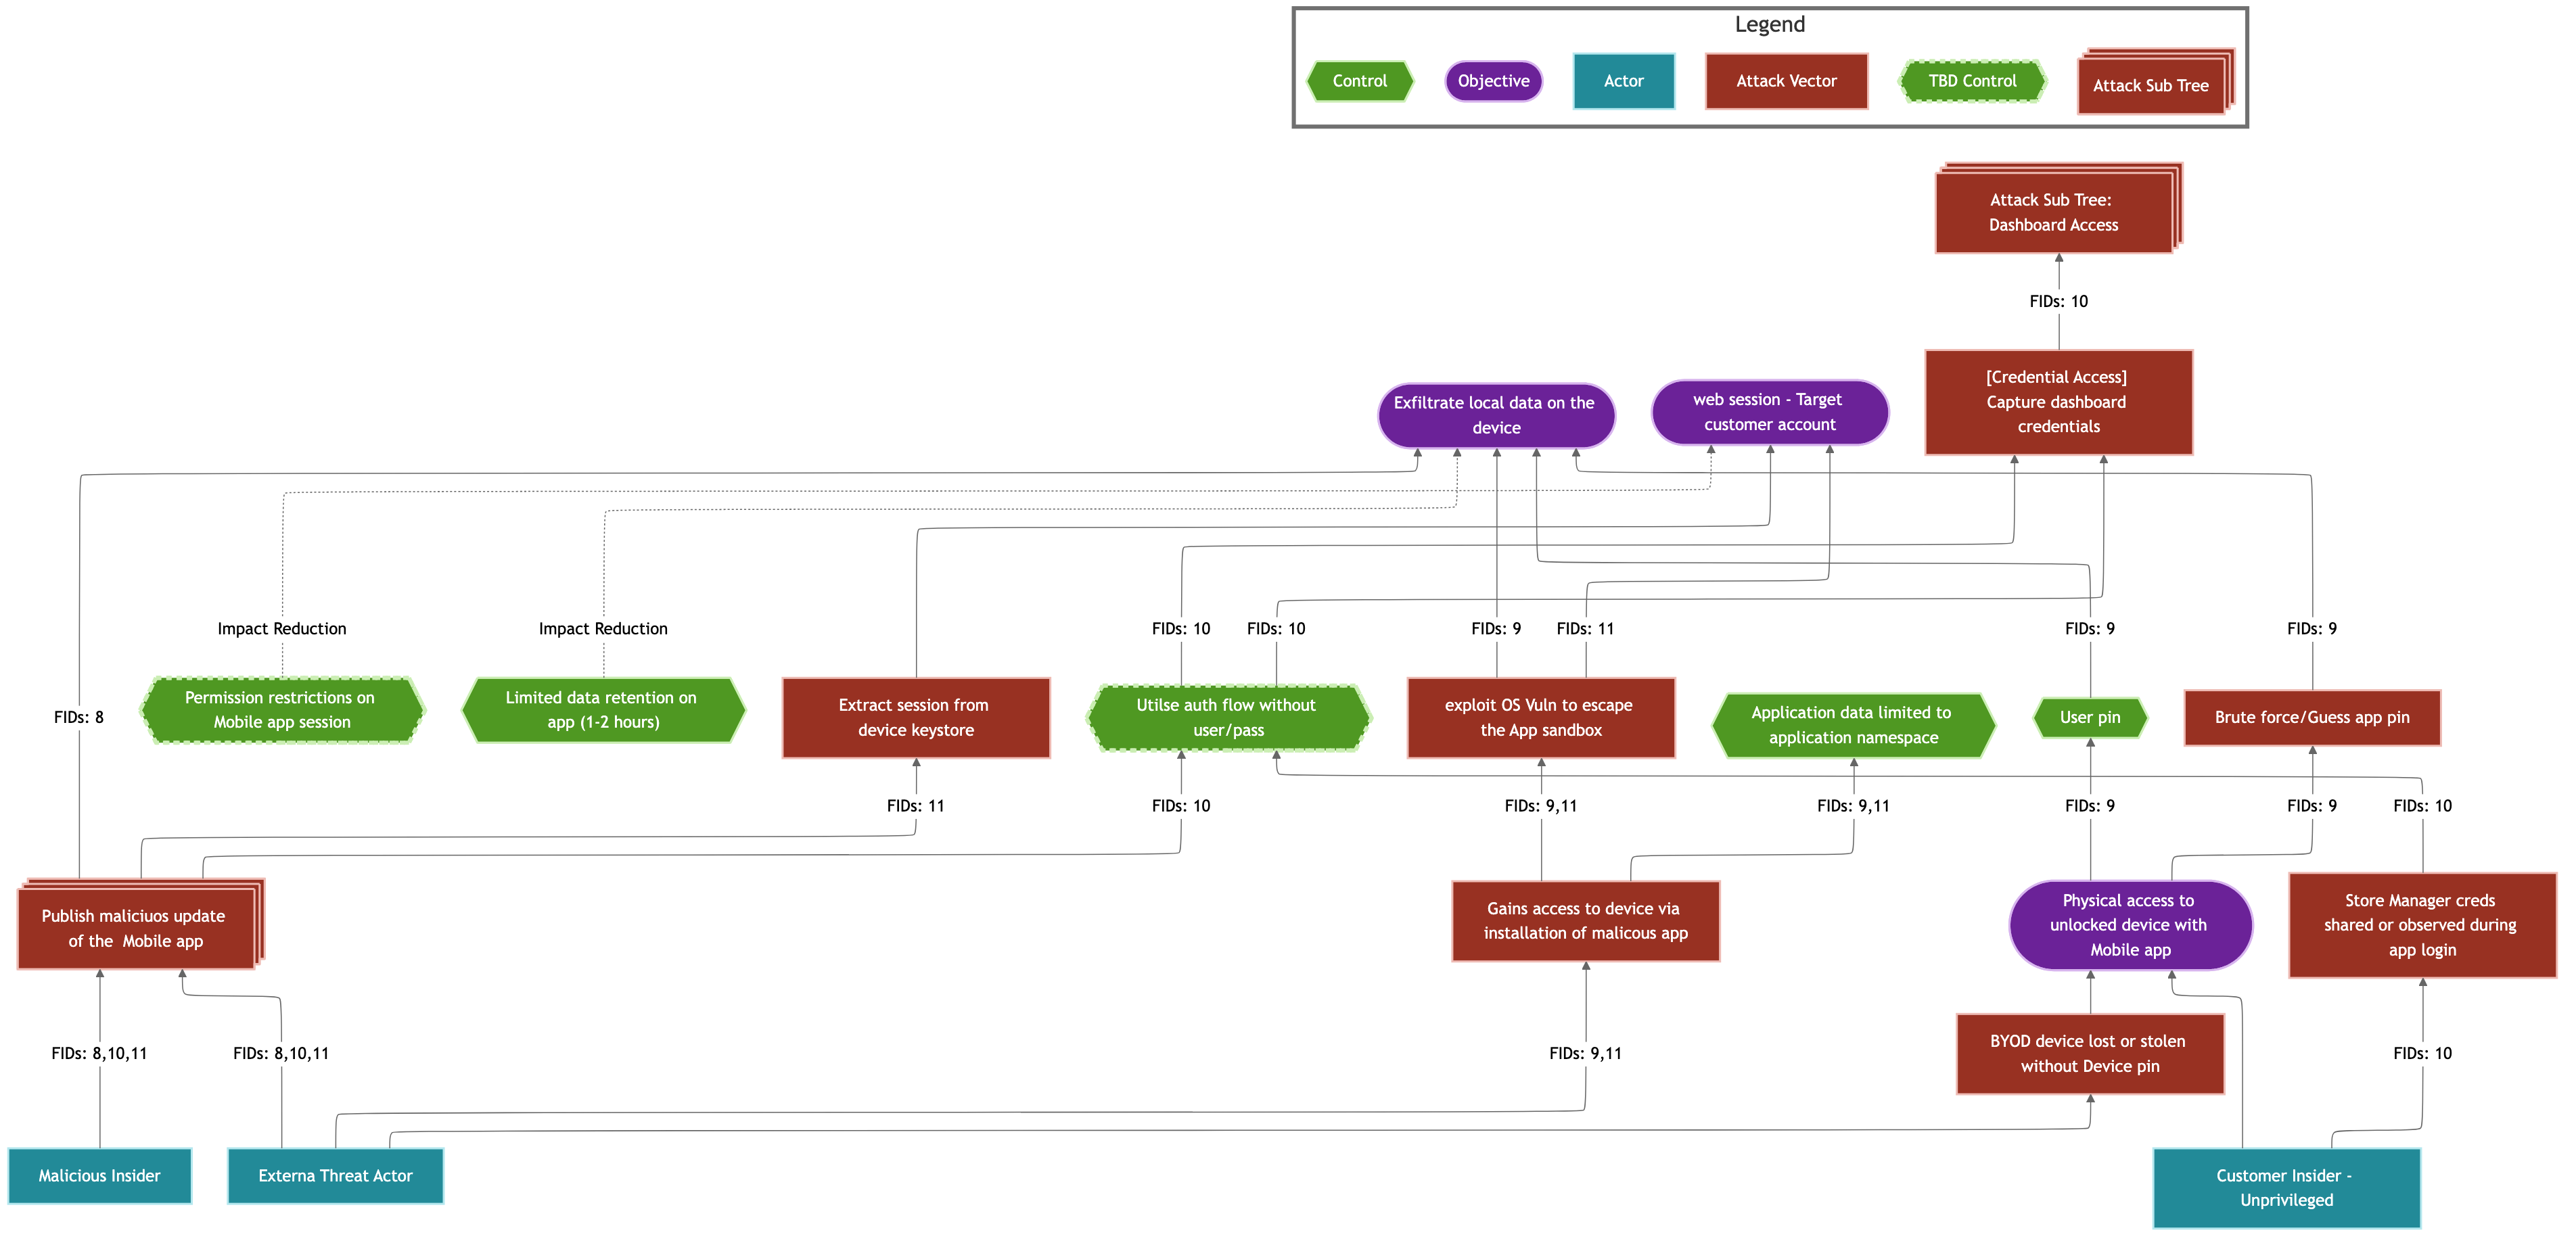 Legend
Control
Objective
Actor
Attack Vector
TBD Control
Attack Sub Tree
Attack Sub Tree:
Dashboard Access
FIDs: 10
[Credential Access]
Capture dashboard
credentials
Exfiltrate local data on the
device
web session - Target
customer account
Impact Reduction
Impact Reduction
FIDs: 10
FIDs: 10
FIDs: 9
FIDs: 11
FIDs: 9
FIDs: 9
FIDs: 8
Permission restrictions on
Mobile app session
Limited data retention on
app (1-2 hours)
Extract session from
device keystore
Utilse auth flow without
user/pass
exploit OS Vuln to escape
the App sandbox
Application data limited to
application namespace
User pin
Brute force/Guess app pin
FIDs: 11
FIDs: 10
FIDs: 9,11
FIDs: 9,11
FIDs: 9
FIDs: 9
FIDs: 10
Publish maliciuos update
of the  Mobile app
Gains access to device via
installation of malicous app
Physical access to
unlocked device with
Mobile app
Store Manager creds
shared or observed during
app login
FIDs: 8,10,11
FIDs: 8,10,11
FIDs: 9,11
BYOD device lost or stolen
without Device pin
FIDs: 10
Malicious Insider
Externa Threat Actor
Customer Insider -
Unprivileged